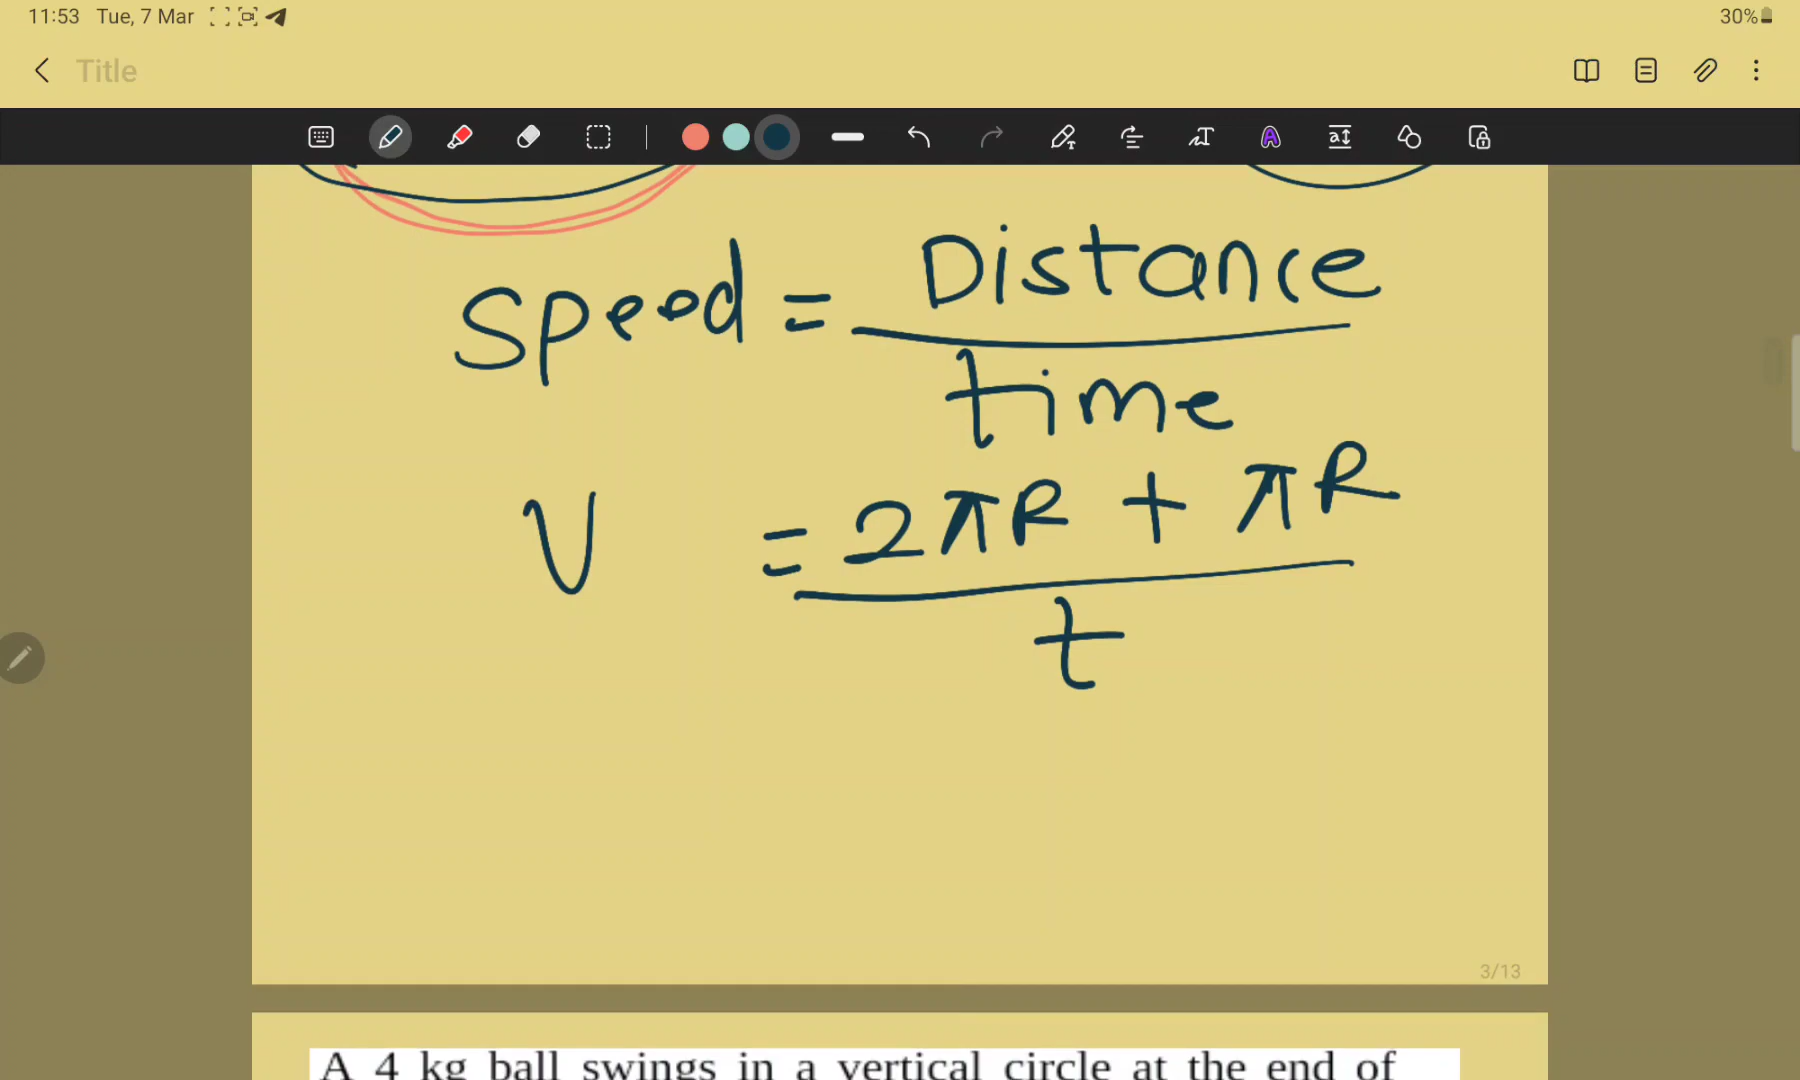 11:53 Tue, 7 Mar
30%
Title
Speed = Distance
time
V = 2πR + πR
t
3/13
A 4 kg ball swings in a vertical circle at the end of